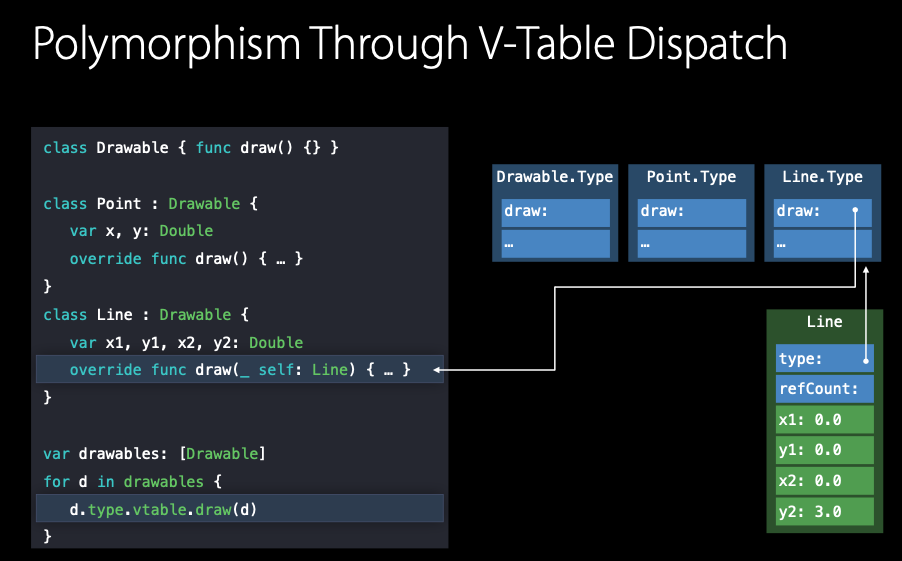 Polymorphism Through V-Table Dispatch
class Drawable { func draw() {} }
class Point : Drawable {
var x, y: Double
override func draw() { … }
}
class Line : Drawable {
var x1, y1, x2, y2: Double
override func draw(_ self: Line) { … }
}
var drawables: [Drawable]
for d in drawables {
d.type.vtable.draw(d)
}
Drawable.Type
draw:
…
Point.Type
draw:
…
Line.Type
draw:
…
Line
type:
refCount:
x1: 0.0
y1: 0.0
x2: 0.0
y2: 3.0